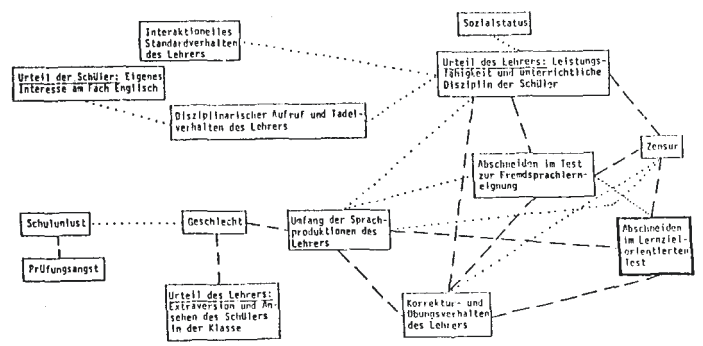 Sozialstatus
Interaktionelles
Standardverhalten
des Lehrers
Urteil des Lehrers: Leistungs-
fähigkeit und unterrichtliche
Disziplin der Schüler
Urteil der Schüler: Eigenes
Interesse am Fach Englisch
Disziplinarischer Aufruf und Tadel-
verhalten des Lehrers
Zensur
Abschneiden im Test
zur Fremdsprachlern-
eignung
Schulunlust
Geschlecht
Umfang der Sprach-
produktionen des
Lehrers
Abschneiden
im Lernziel-
orientierten
Test
Prüfungsangst
Urteil des Lehrers:
Extraversion und An-
sehen des Schülers
in der Klasse
Korrektur- und
Übungsverhalten
des Lehrers